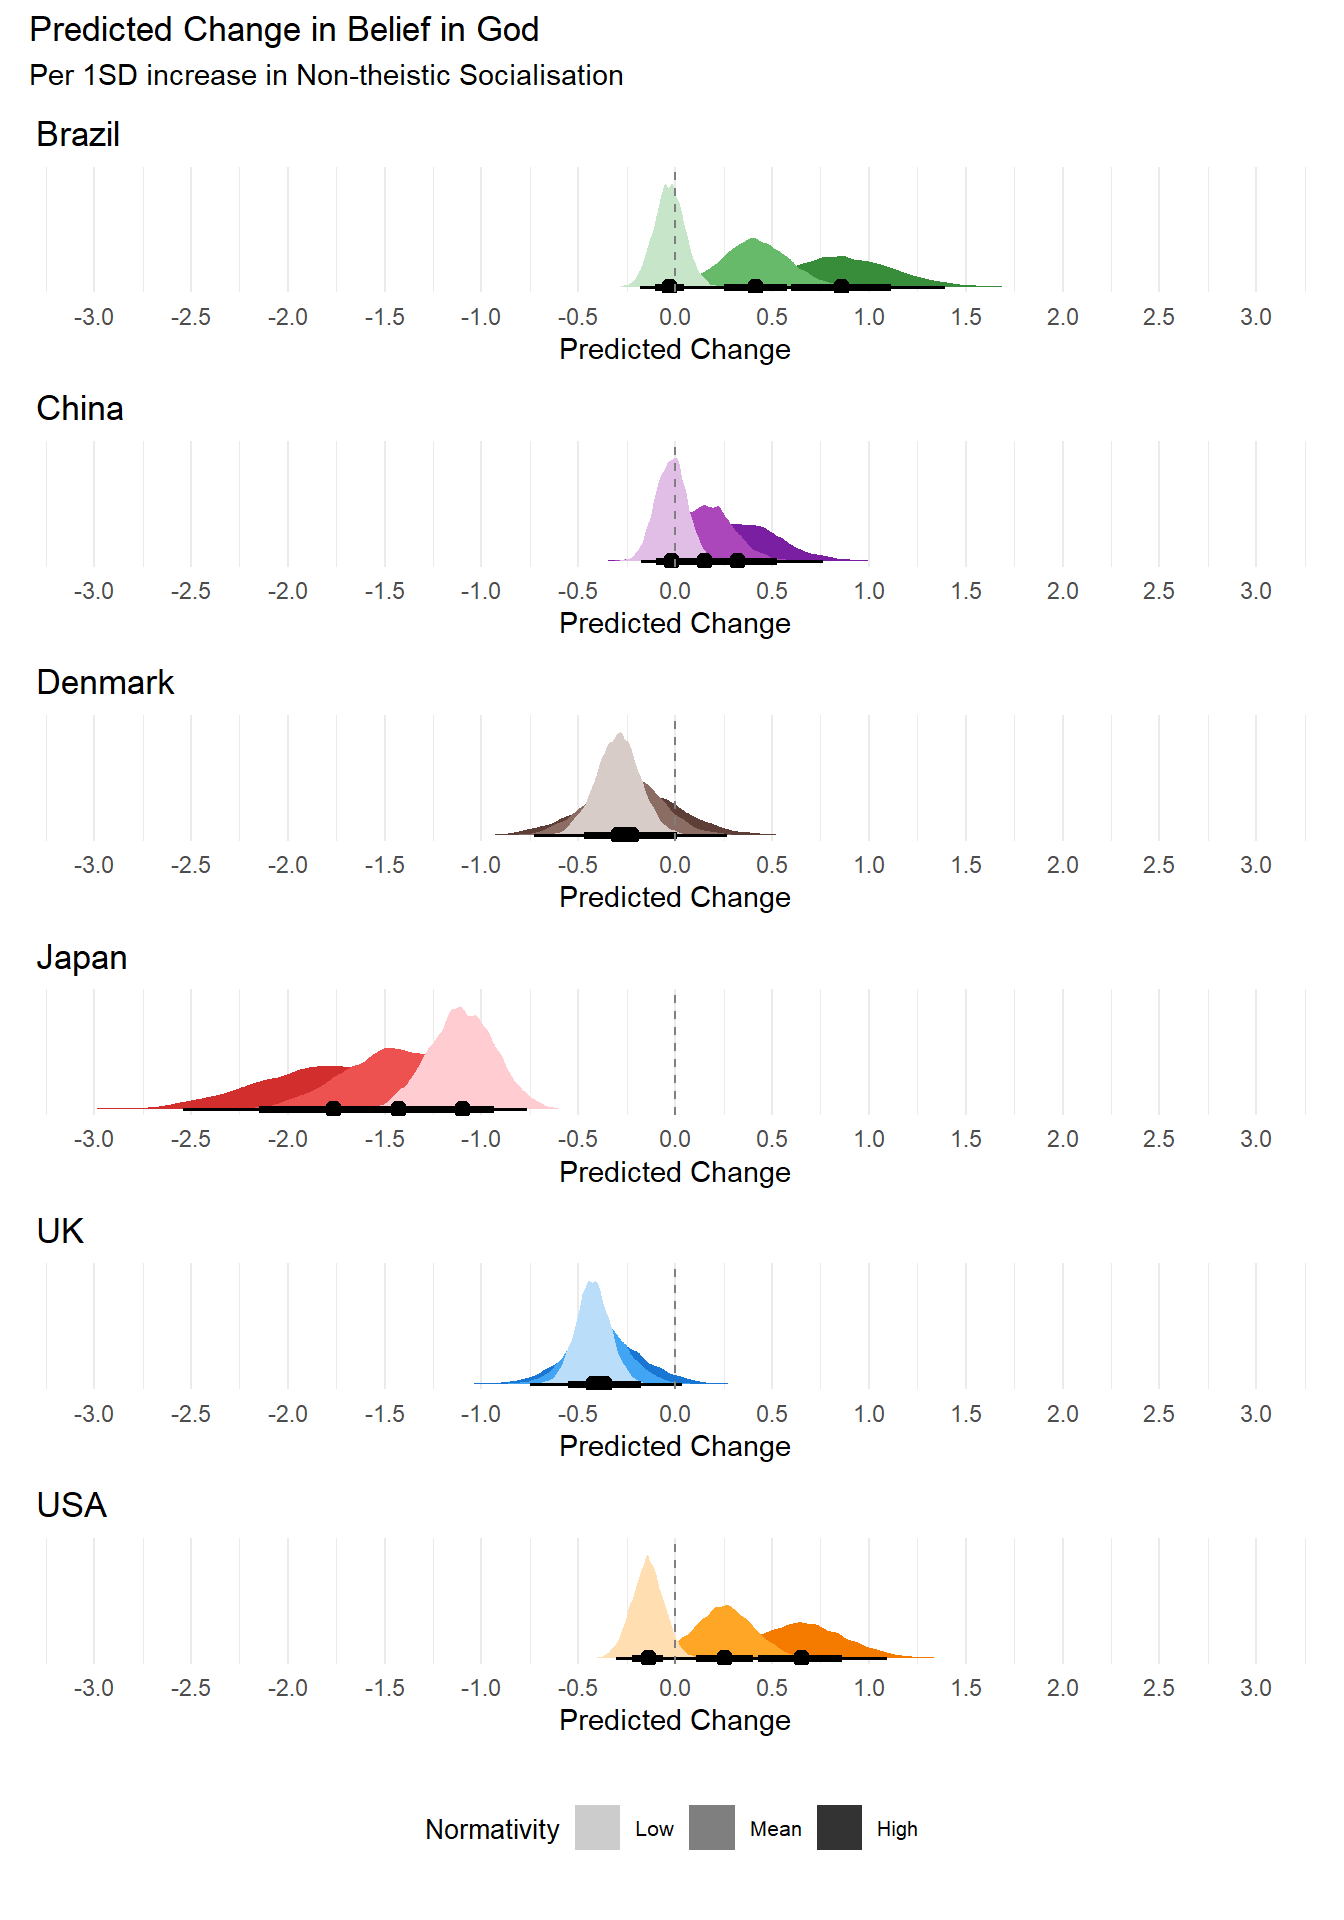 Predicted Change in Belief in God
Per 1SD increase in Non-theistic Socialisation
Brazil
-3.0 -2.5 -2.0 -1.5 -1.0 -0.5 0.0 0.5 1.0 1.5 2.0 2.5 3.0
Predicted Change
China
-3.0 -2.5 -2.0 -1.5 -1.0 -0.5 0.0 0.5 1.0 1.5 2.0 2.5 3.0
Predicted Change
Denmark
-3.0 -2.5 -2.0 -1.5 -1.0 -0.5 0.0 0.5 1.0 1.5 2.0 2.5 3.0
Predicted Change
Japan
-3.0 -2.5 -2.0 -1.5 -1.0 -0.5 0.0 0.5 1.0 1.5 2.0 2.5 3.0
Predicted Change
UK
-3.0 -2.5 -2.0 -1.5 -1.0 -0.5 0.0 0.5 1.0 1.5 2.0 2.5 3.0
Predicted Change
USA
-3.0 -2.5 -2.0 -1.5 -1.0 -0.5 0.0 0.5 1.0 1.5 2.0 2.5 3.0
Predicted Change
Normativity Low Mean High